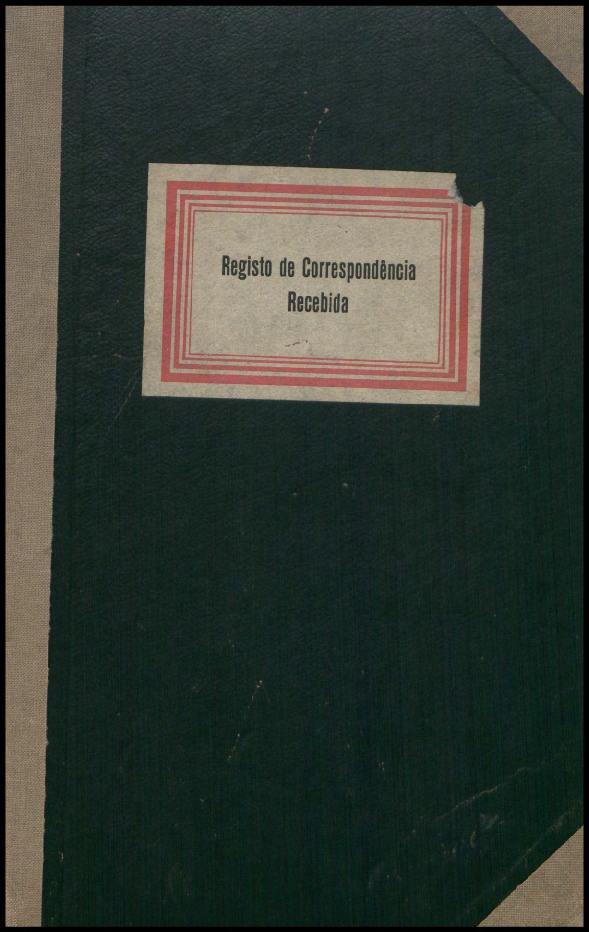 Registo de Correspondência
Recebida